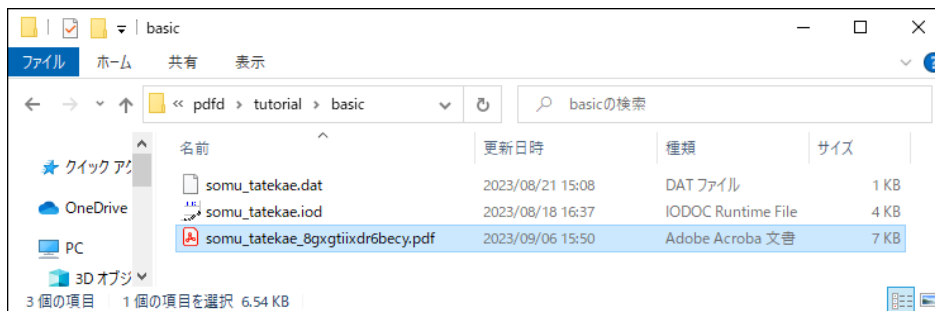 basic
ファイル ホーム 共有 表示
« pdfd › tutorial › basic basicの検索
名前 更新日時 種類 サイズ
クイック アク
somu_tatekae.dat 2023/08/21 15:08 DAT ファイル 1 KB
OneDrive
somu_tatekae.iod 2023/08/18 16:37 IODOC Runtime File 4 KB
PC
somu_tatekae_8gxgtiixdr6becy.pdf 2023/09/06 15:50 Adobe Acroba 文書 7 KB
3D オブジ
3 個の項目 1 個の項目を選択 6.54 KB